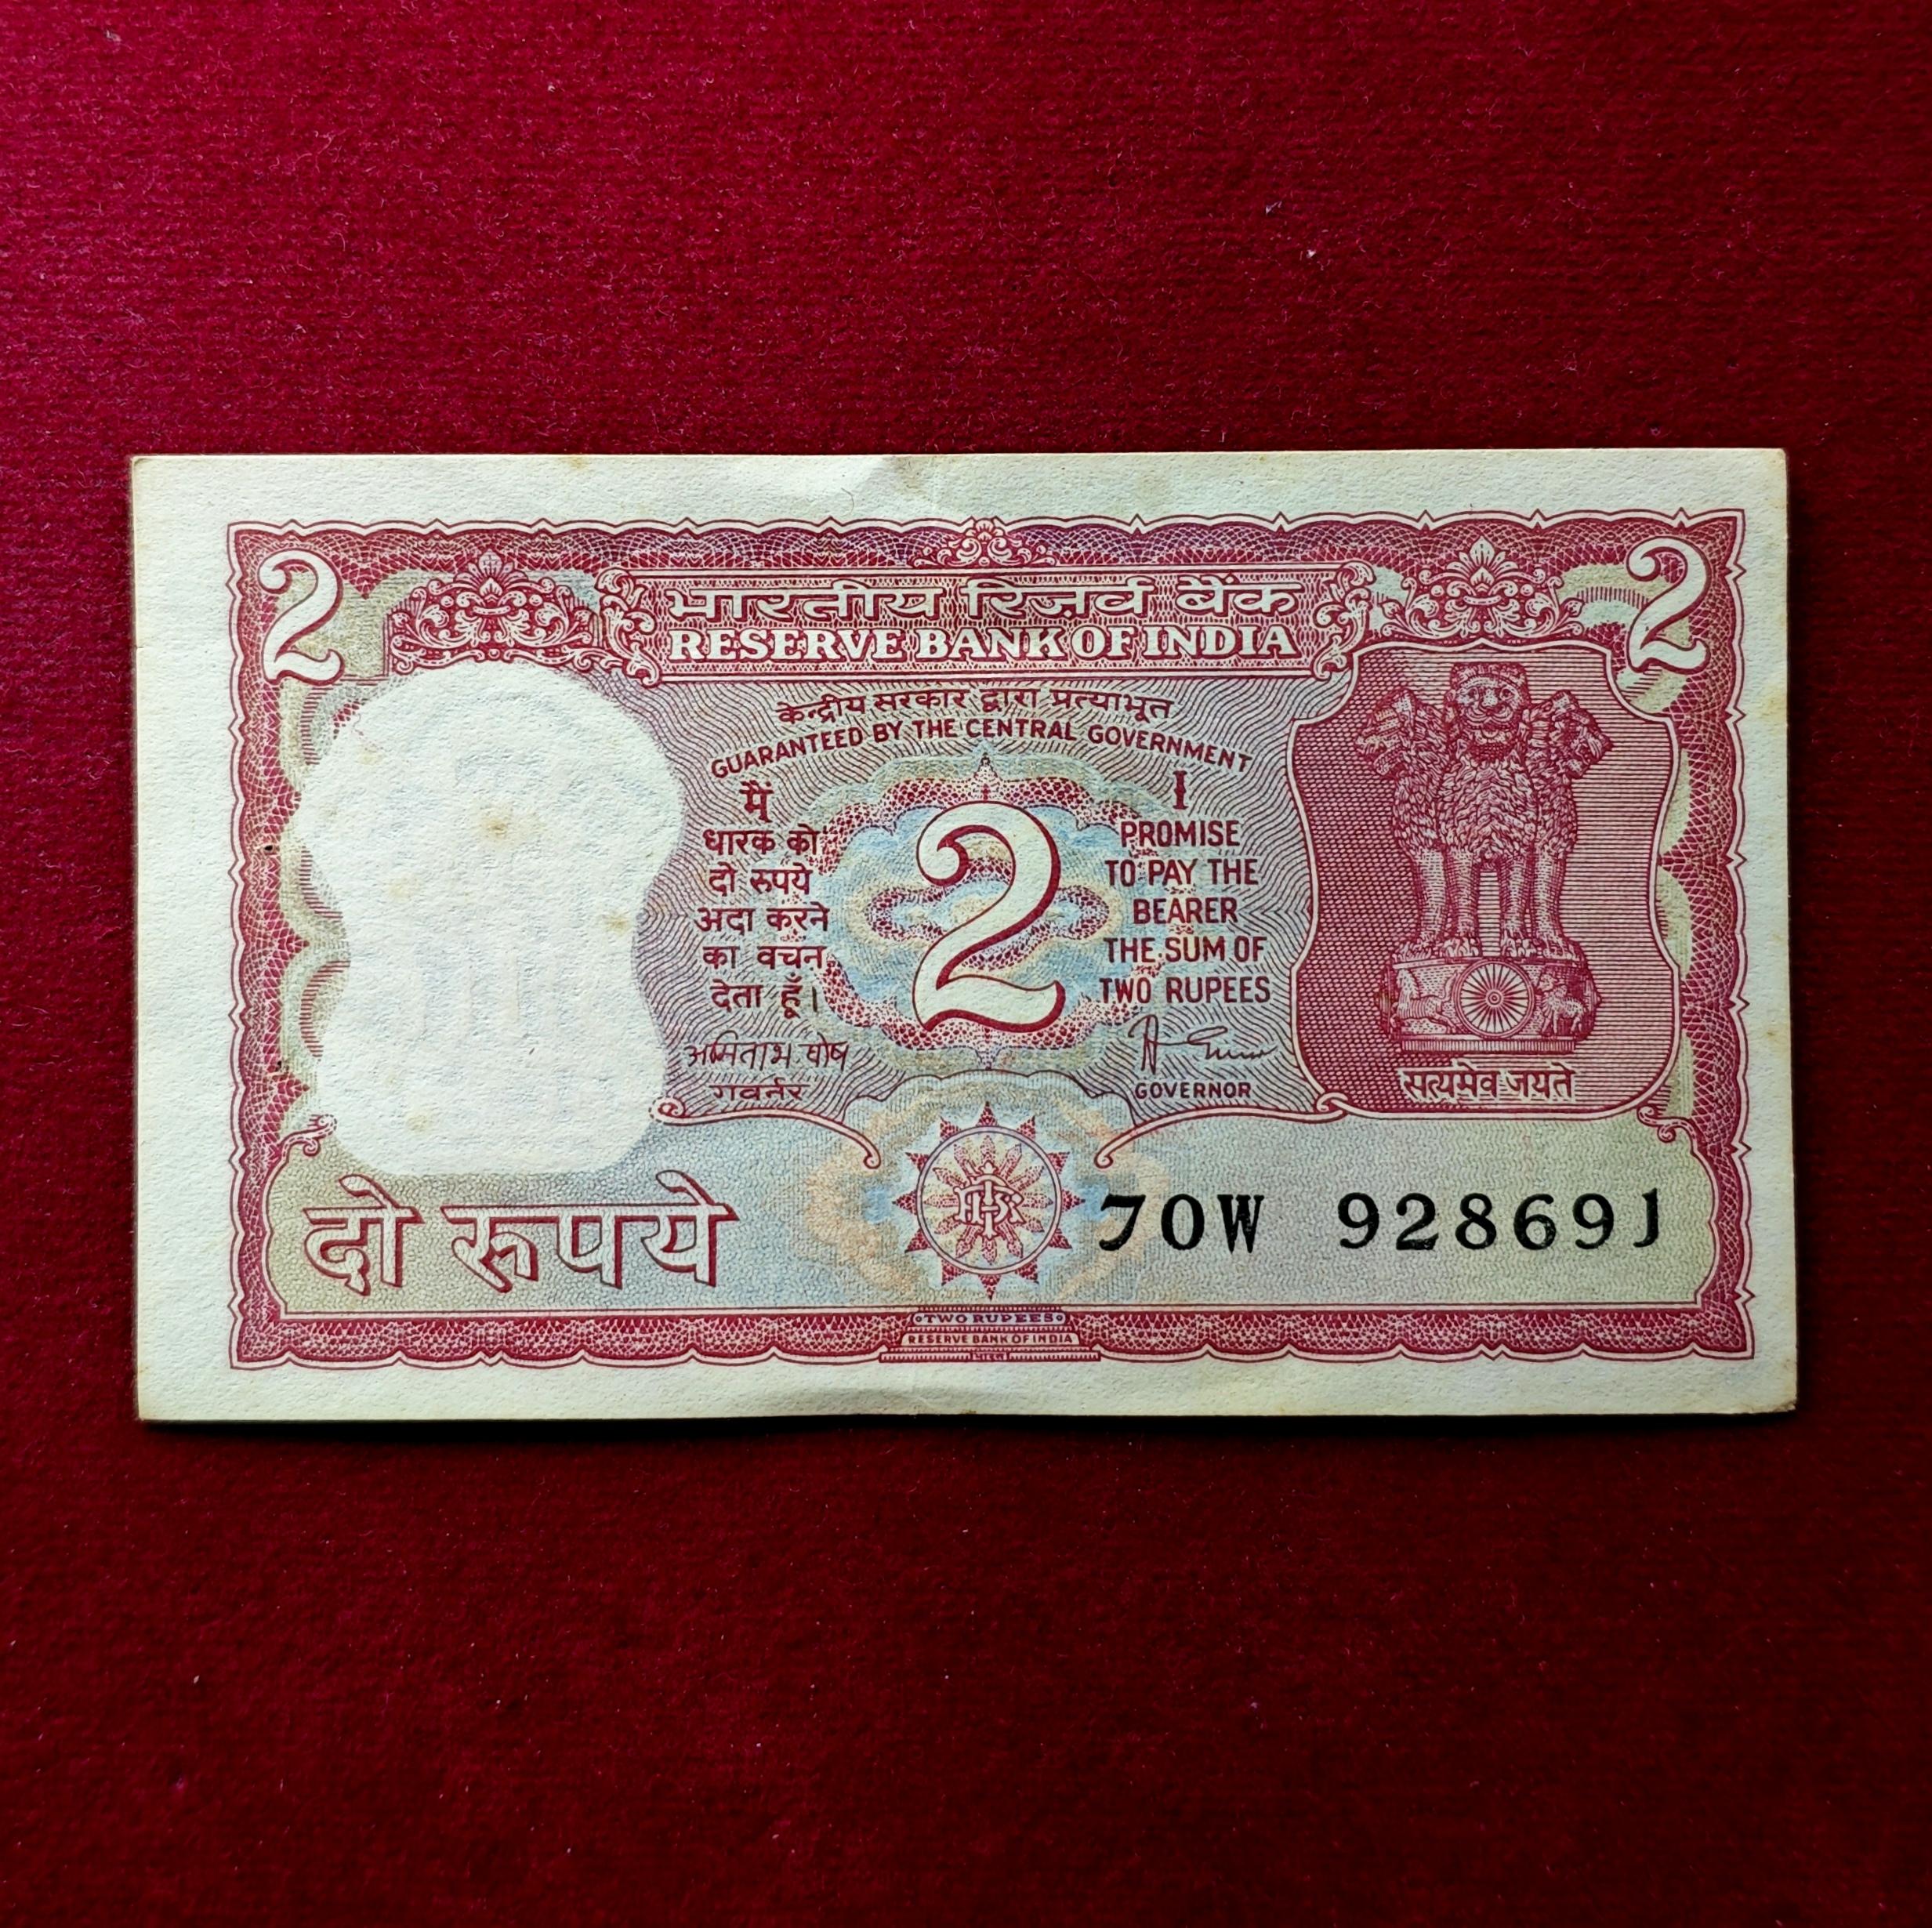 2
2
भारतीय रिज़र्व बैंक
RESERVE BANK OF INDIA
केन्द्रीय सरकार द्वारा प्रत्याभूत
GUARANTEED BY THE CENTRAL GOVERNMENT
मैं
धारक को
दो रुपये
अदा करने
का वचन
देता हूँ।
अमिताभ घोष
गवर्नर
2
I
PROMISE
TO PAY THE
BEARER
THE SUM OF
TWO RUPEES
GOVERNOR
सत्यमेव जयते
दो रूपये
70W 928691
TWO RUPEES
RESERVE BANK OF INDIA
भारत